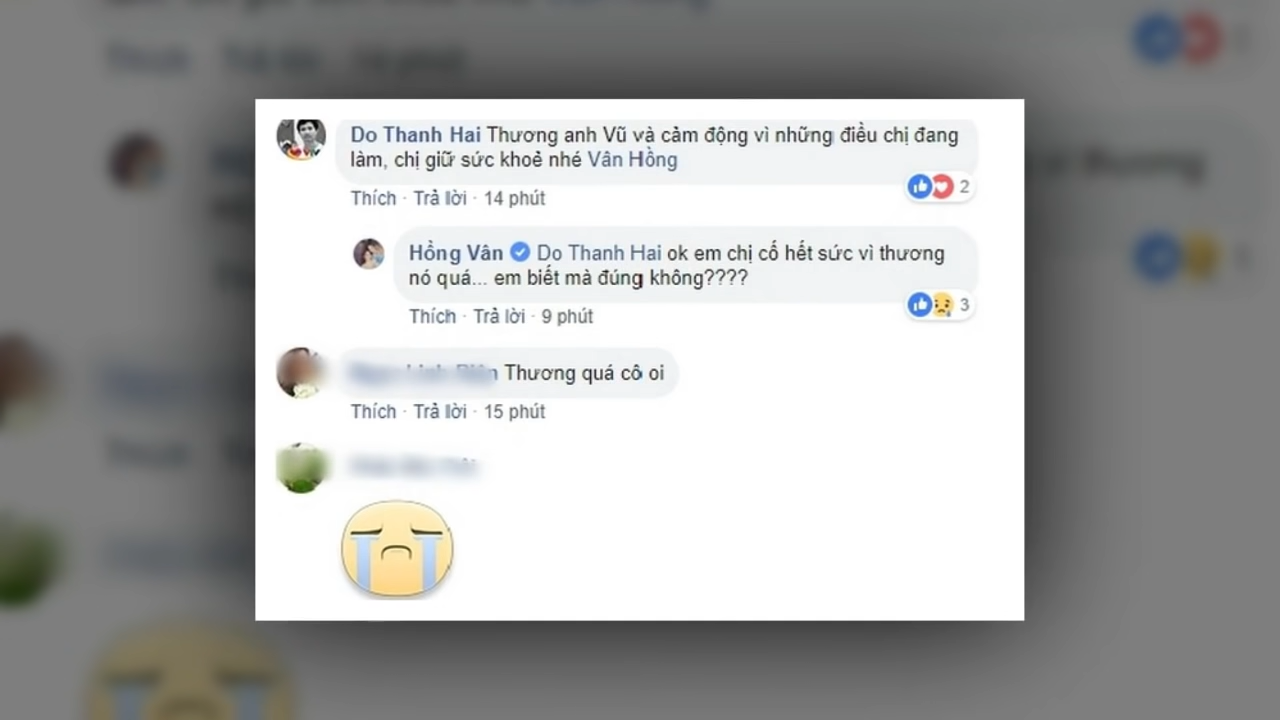 Do Thanh Hai Thương anh Vũ và cảm động vì những điều chị đang
làm, chị giữ sức khoẻ nhé Vân Hồng
Thích · Trả lời · 14 phút
2
Hồng Vân Do Thanh Hai ok em chị cố hết sức vì thương
nó quá... em biết mà đúng không????
Thích · Trả lời · 9 phút
3
Thương quá cô oi
Thích · Trả lời · 15 phút